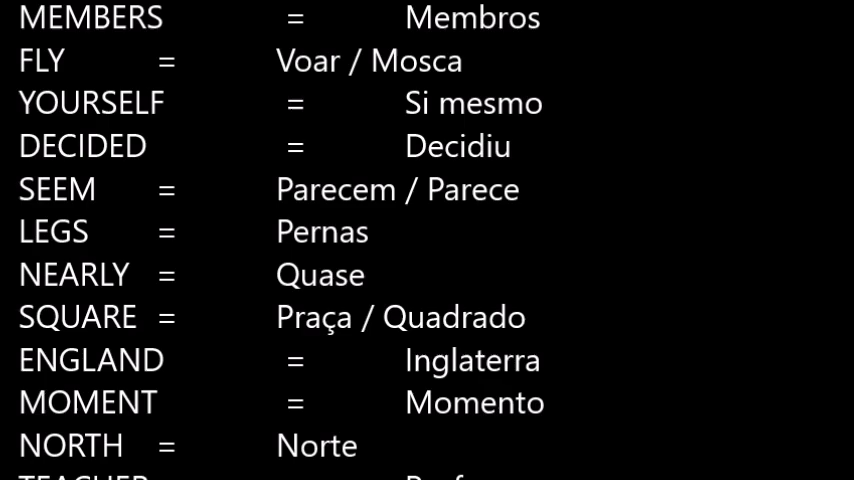 MEMBERS = Membros
FLY = Voar / Mosca
YOURSELF = Si mesmo
DECIDED = Decidiu
SEEM = Parecem / Parece
LEGS = Pernas
NEARLY = Quase
SQUARE = Praça / Quadrado
ENGLAND = Inglaterra
MOMENT = Momento
NORTH = Norte
TEACHER